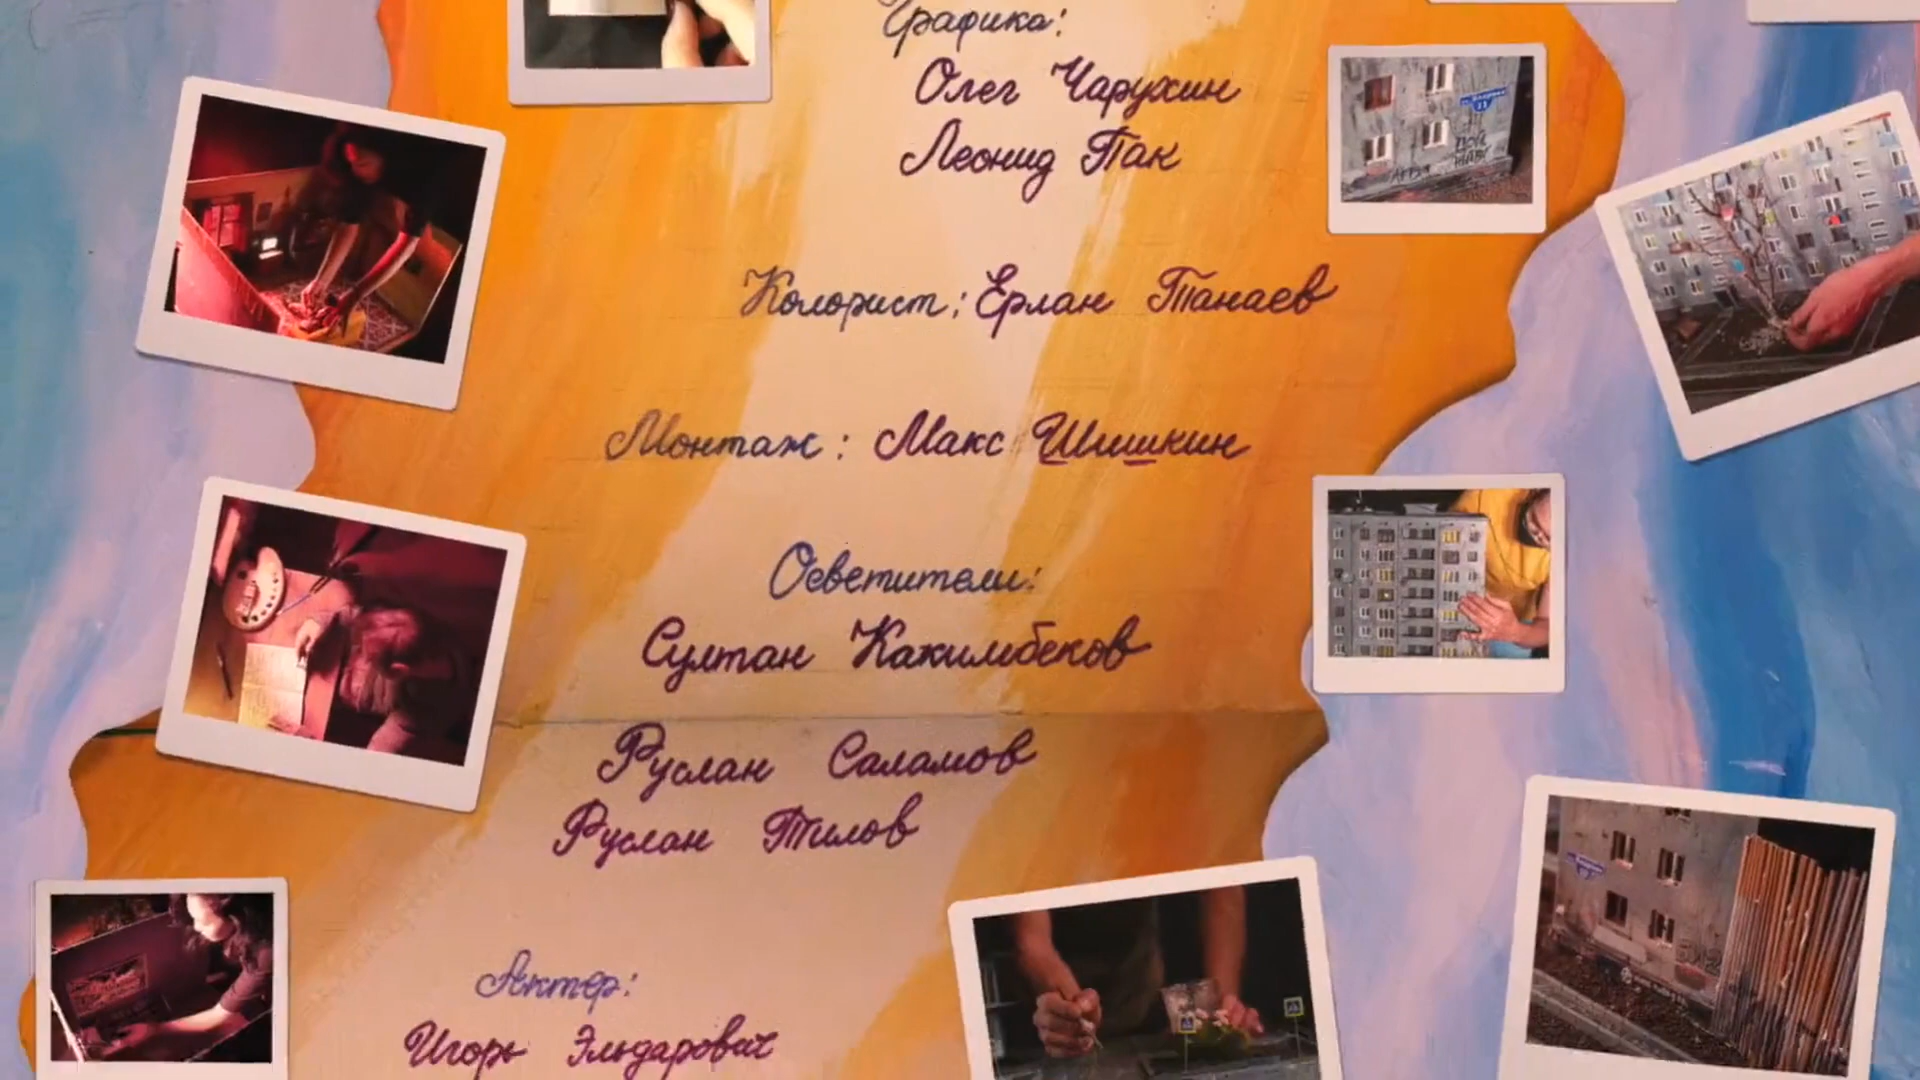 Графика:
Олег Чарухин
Леонид Пак
Колорист: Ерлан Танаев
Монтаж: Макс Шишкин
Осветители:
Султан Кажимбеков
Руслан Саламов
Руслан Тилов
Актер:
Игорь Эльдарович